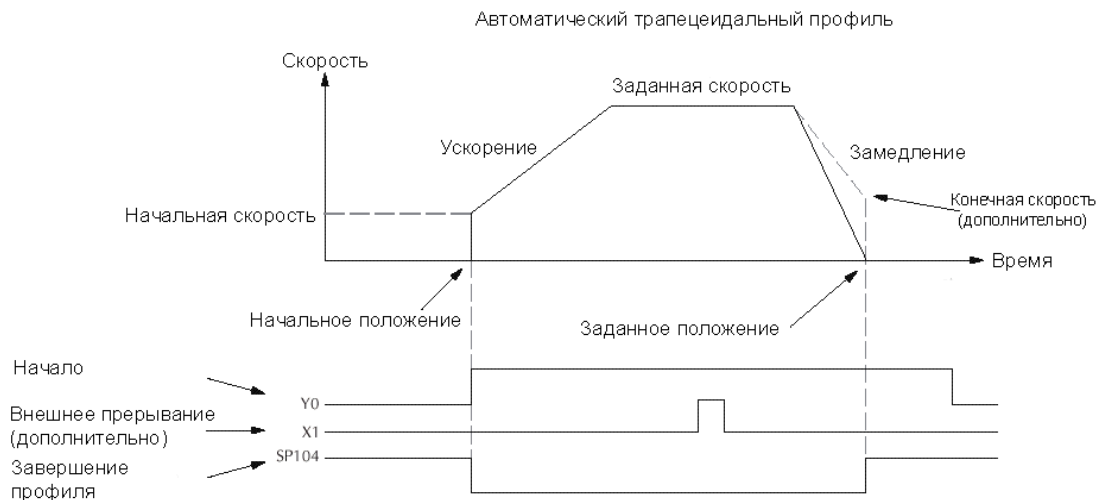 Автоматический трапецеидальный профиль
Скорость
Заданная скорость
Ускорение
Замедление
Начальная скорость
Конечная скорость
(дополнительно)
Время
Начальное положение
Заданное положение
Начало
Y0
Внешнее прерывание
(дополнительно)
X1
SP104
Завершение
профиля